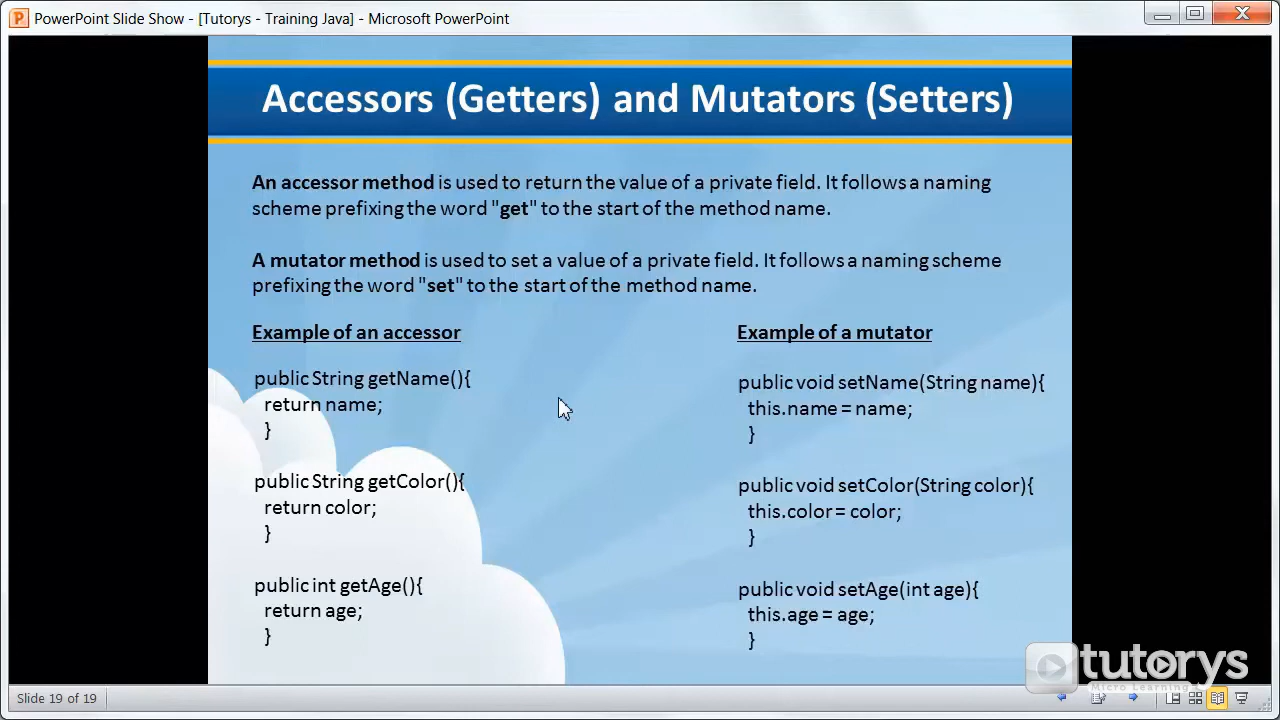 PowerPoint Slide Show - [Tutorys - Training Java] - Microsoft PowerPoint
Accessors (Getters) and Mutators (Setters)
An accessor method is used to return the value of a private field. It follows a naming
scheme prefixing the word "get" to the start of the method name.
A mutator method is used to set a value of a private field. It follows a naming scheme
prefixing the word "set" to the start of the method name.
Example of an accessor
public String getName(){
return name;
}
public String getColor(){
return color;
}
public int getAge(){
return age;
}
Example of a mutator
public void setName(String name){
this.name = name;
}
public void setColor(String color){
this.color = color;
}
public void setAge(int age){
this.age = age;
}
tutorys
Micro Learning
Slide 19 of 19